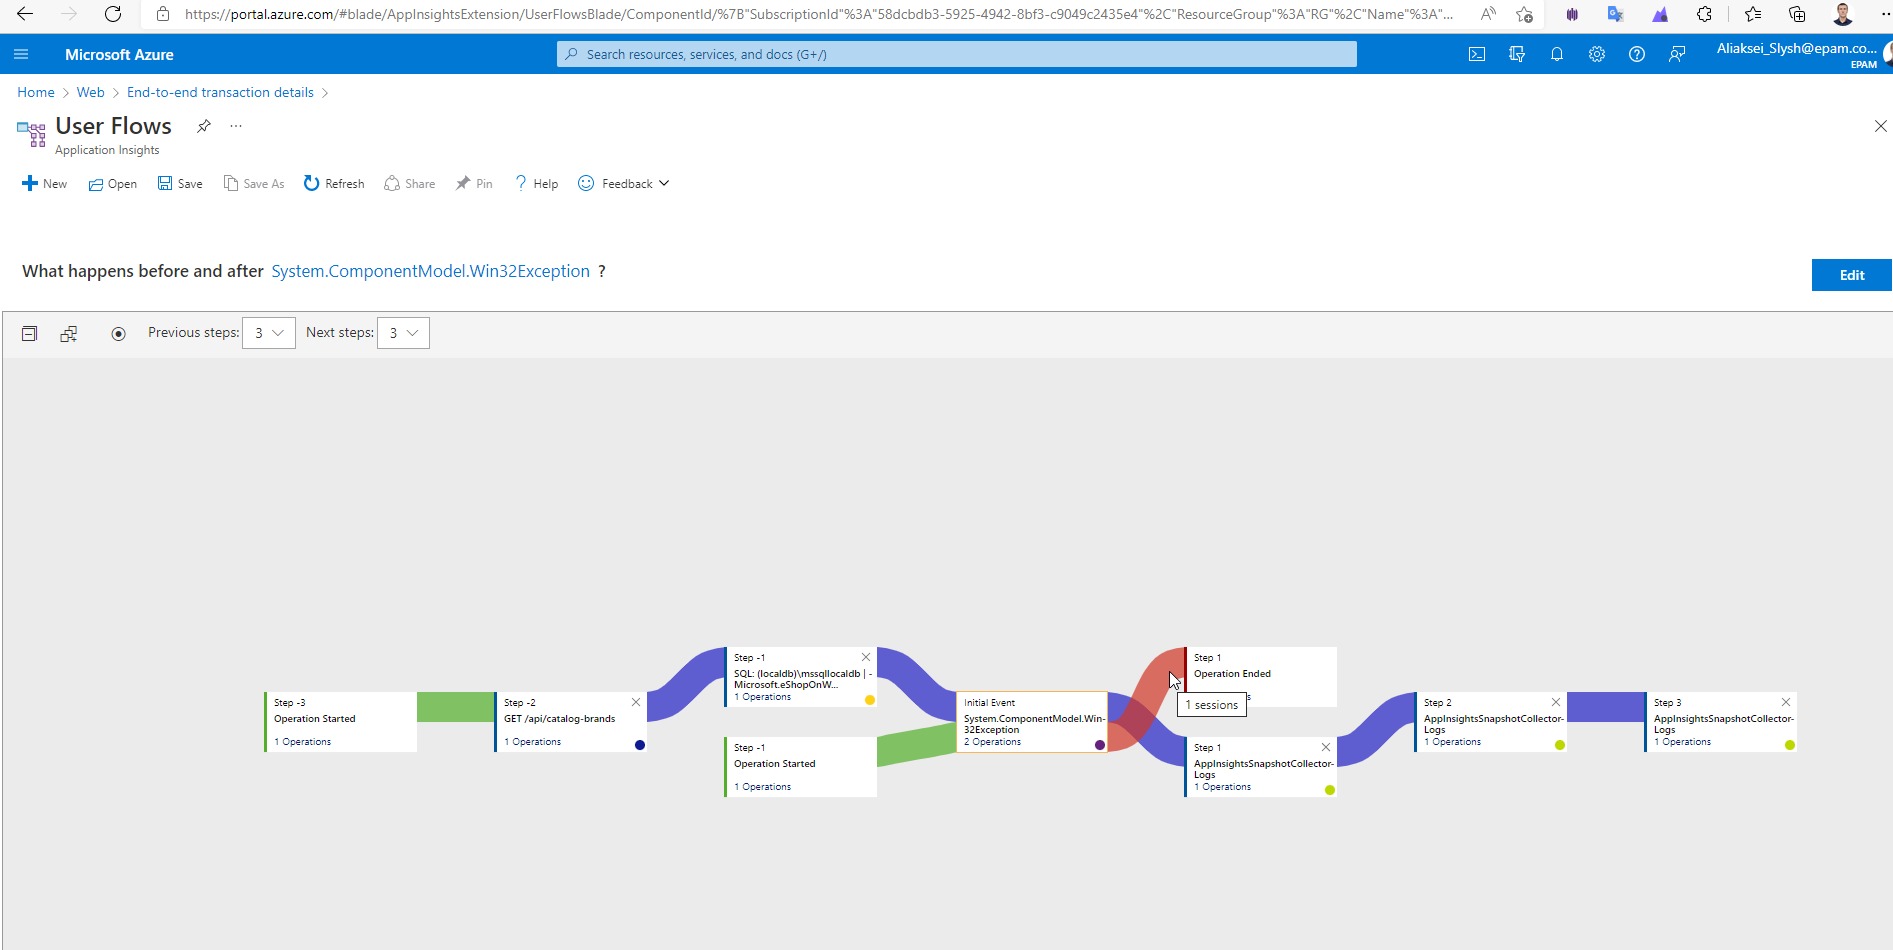 https://portal.azure.com/#blade/AppInsightsExtension/UserFlowsBlade/ComponentId/%7B"SubscriptionId"%3A"58dcbdb3-5925-4942-8bf3-c9049c2435e4"%2C"ResourceGroup"%3A"RG"%2C"Name"%3A"...
Microsoft Azure
Search resources, services, and docs (G+/)
Aliaksei_Slysh@epam.co...
EPAM
Home > Web > End-to-end transaction details >
User Flows ...
Application Insights
New Open Save Save As Refresh Share Pin Help Feedback
What happens before and after System.ComponentModel.Win32Exception ?
Edit
Previous steps: 3 Next steps: 3
Step -3
Operation Started
1 Operations
Step -2
GET /api/catalog-brands
1 Operations
Step -1
SQL: (localdb)\mssqllocaldb | -
Microsoft.eShopOnW...
1 Operations
Step -1
Operation Started
1 Operations
Initial Event
System.ComponentModel.Win-
32Exception
2 Operations
Step 1
Operation Ended
1 sessions
Step 1
AppInsightsSnapshotCollector-
Logs
1 Operations
Step 2
AppInsightsSnapshotCollector-
Logs
1 Operations
Step 3
AppInsightsSnapshotCollector-
Logs
1 Operations